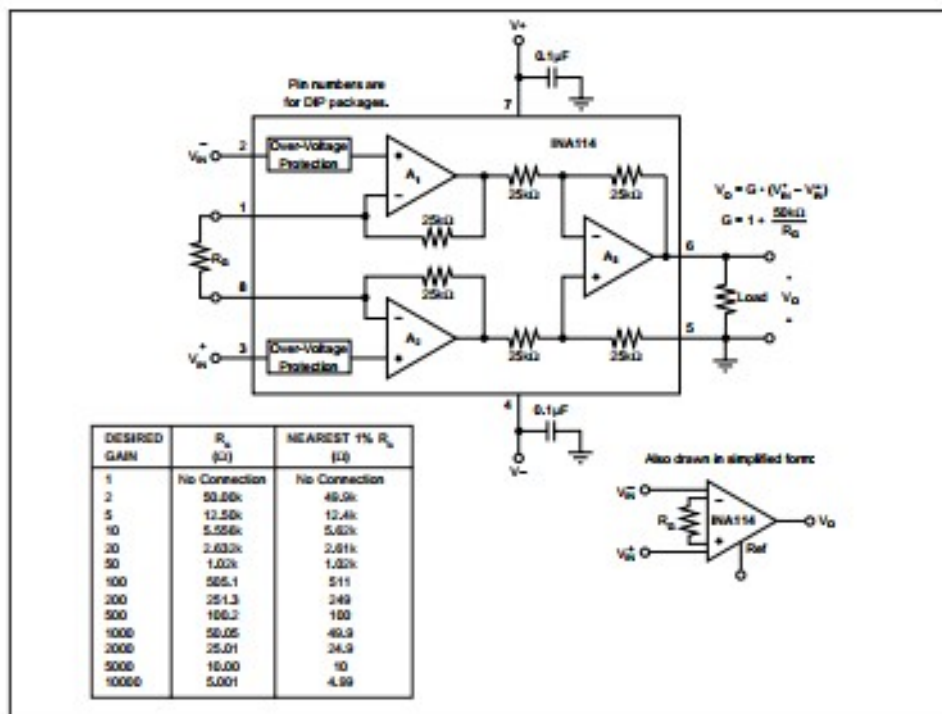 V+
0.1µF
Pin numbers are
for DIP packages.
7
INA114
2
V−IN
Over-Voltage
Protection
A1
25kΩ
25kΩ
VO = G • (V+IN − V−IN)
G = 1 + 50kΩ
RG
1
25kΩ
6
A3
RG
25kΩ
Load
VO
8
5
A2
V+IN
3
Over-Voltage
Protection
25kΩ
25kΩ
4
0.1µF
V−
DESIRED GAIN RG (Ω) NEAREST 1% RG (Ω)
1 No Connection No Connection
2 50.00k 49.9k
5 12.50k 12.4k
10 5.556k 5.62k
20 2.632k 2.61k
50 1.02k 1.02k
100 505.1 511
200 251.3 249
500 100.2 100
1000 50.05 49.9
2000 25.01 24.9
5000 10.00 10
10000 5.001 4.99
Also drawn in simplified form:
V−IN
RG
INA114
VO
V+IN
Ref